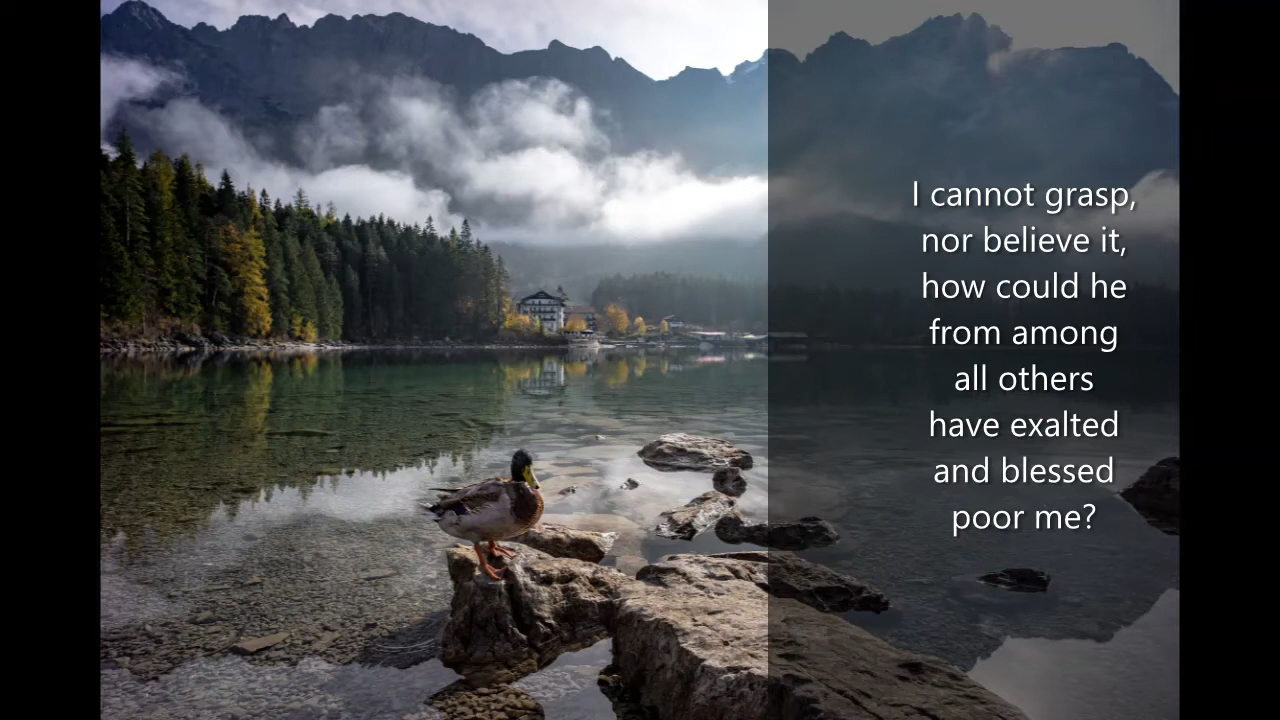 I cannot grasp,
nor believe it,
how could he
from among
all others
have exalted
and blessed
poor me?